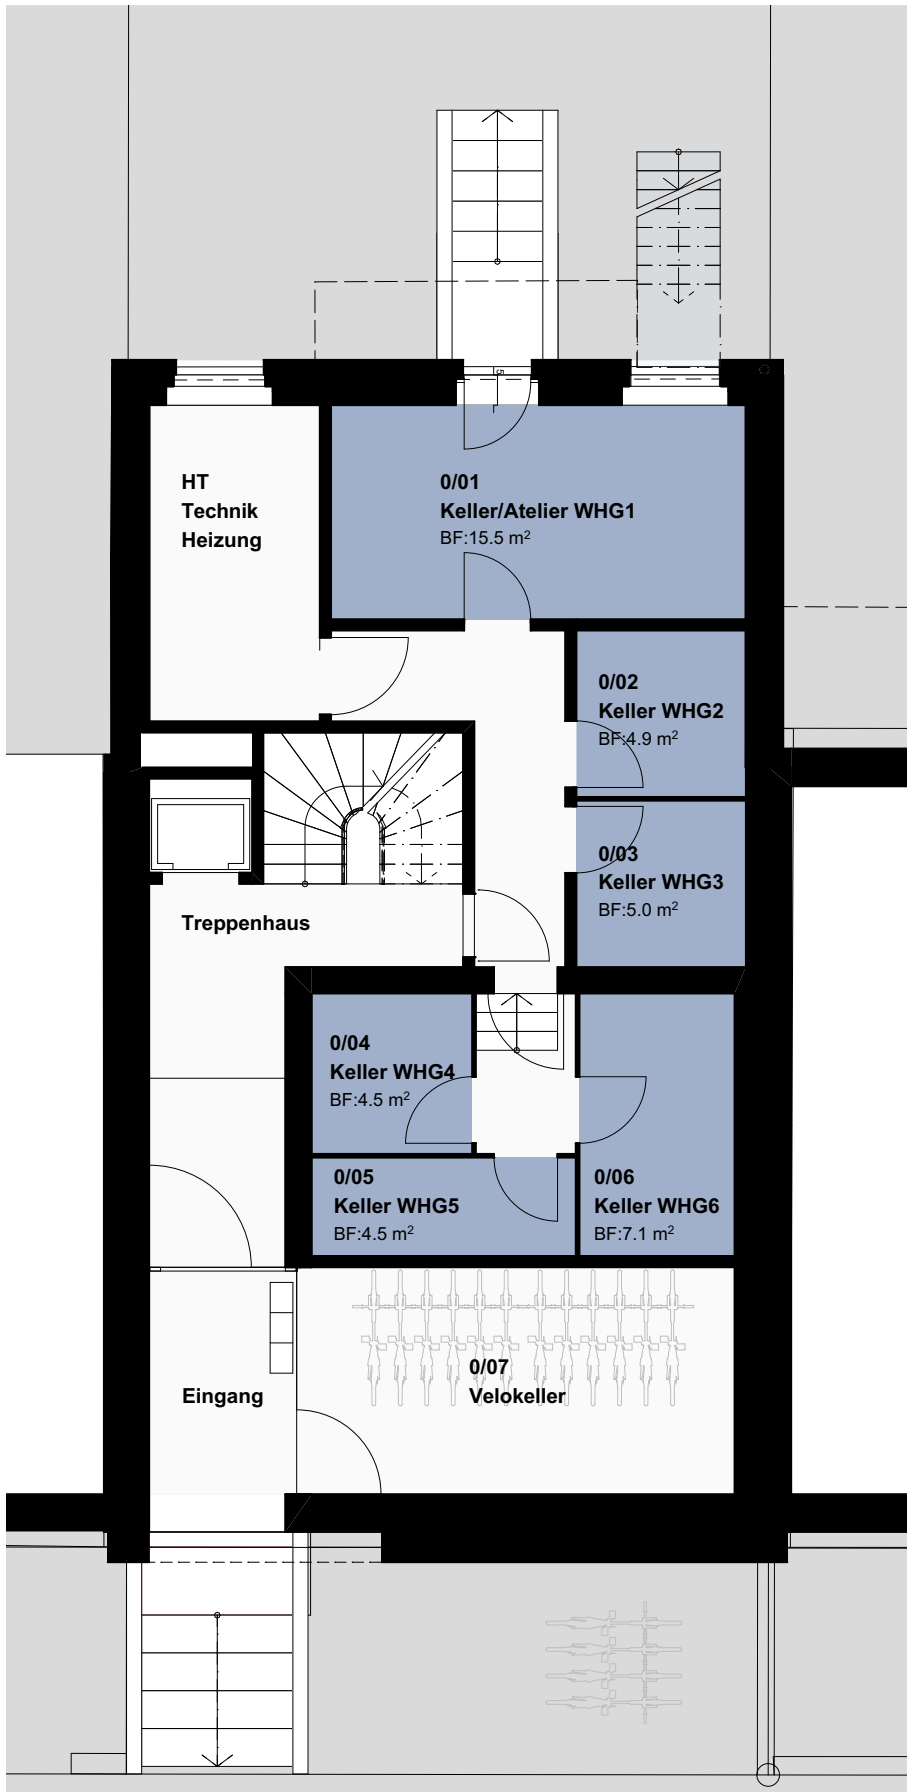 5
HT
Technik
Heizung
0/01
Keller/Atelier WHG1
BF:15.5 m²
0/02
Keller WHG2
BF:4.9 m²
0/03
Keller WHG3
BF:5.0 m²
Treppenhaus
0/04
Keller WHG4
BF:4.5 m²
0/05
Keller WHG5
BF:4.5 m²
0/06
Keller WHG6
BF:7.1 m²
0/07
Velokeller
Eingang